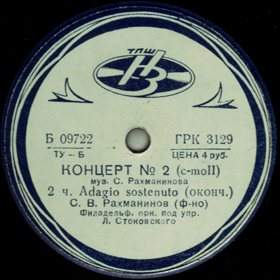 ТПШ
НЗ
Б 09722 ГРК 3129
ТУ – Б ЦЕНА 4 руб.
КОНЦЕРТ № 2 (c-moll)
муз. С. Рахманинова
2 ч. Adagio sostenuto (оконч.)
С. В. Рахманинов (ф-но)
Филадельф. орк. под упр.
Л. Стоковского